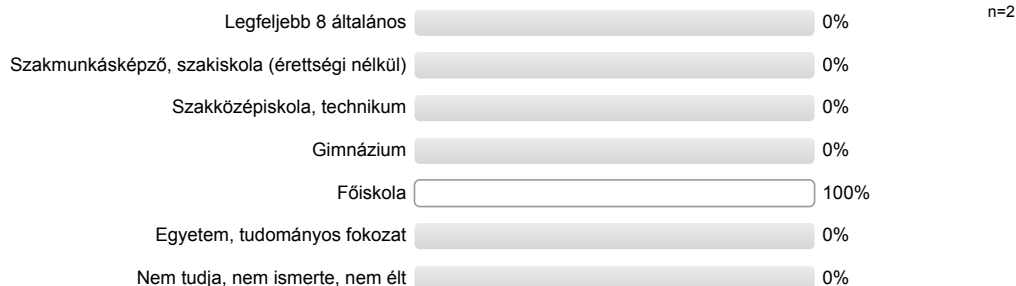 Legfeljebb 8 általános 0% n=2
Szakmunkásképző, szakiskola (érettségi nélkül) 0%
Szakközépiskola, technikum 0%
Gimnázium 0%
Főiskola 100%
Egyetem, tudományos fokozat 0%
Nem tudja, nem ismerte, nem élt 0%